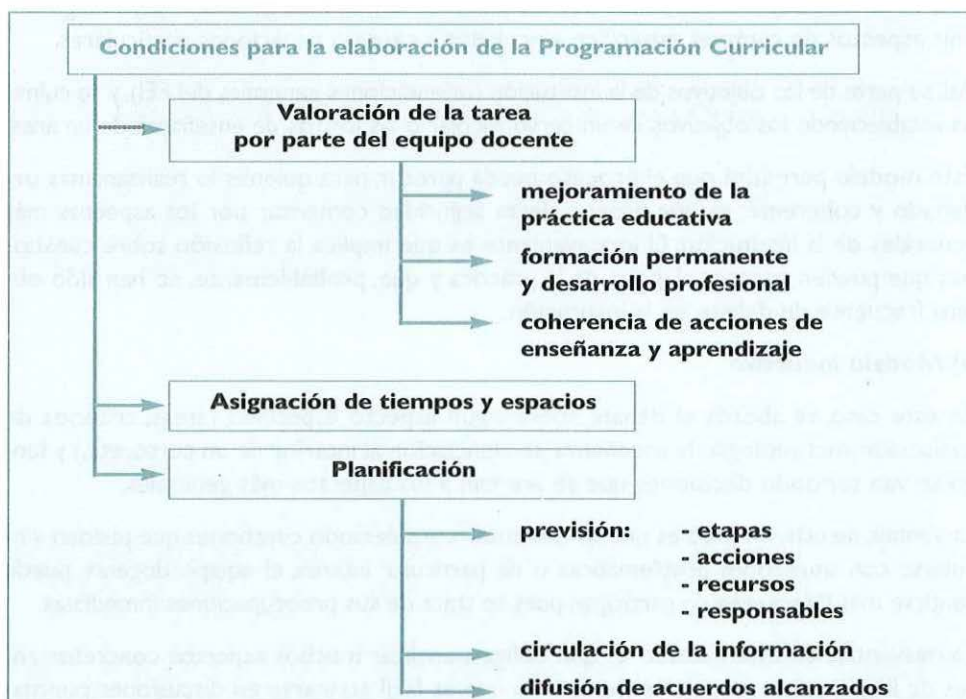 Condiciones para la elaboración de la Programación Curricular
Valoración de la tarea
por parte del equipo docente
mejoramiento de la
práctica educativa
formación permanente
y desarrollo profesional
coherencia de acciones de
enseñanza y aprendizaje
Asignación de tiempos y espacios
Planificación
previsión: - etapas
- acciones
- recursos
- responsables
circulación de la información
difusión de acuerdos alcanzados